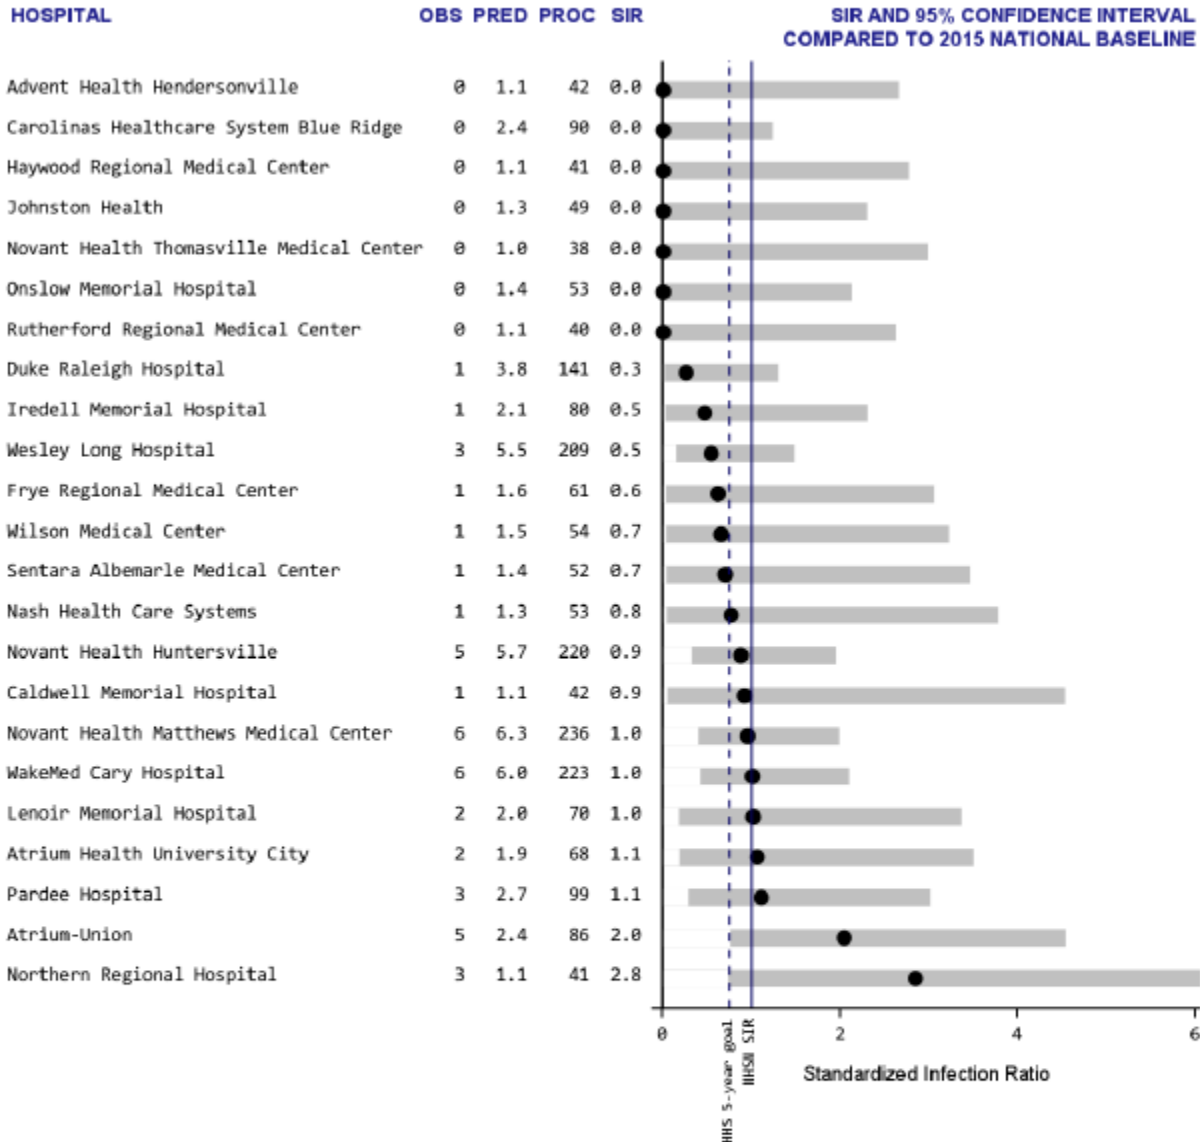 HOSPITAL OBS PRED PROC SIR SIR AND 95% CONFIDENCE INTERVAL
COMPARED TO 2015 NATIONAL BASELINE
Advent Health Hendersonville 0 1.1 42 0.0
Carolinas Healthcare System Blue Ridge 0 2.4 90 0.0
Haywood Regional Medical Center 0 1.1 41 0.0
Johnston Health 0 1.3 49 0.0
Novant Health Thomasville Medical Center 0 1.0 38 0.0
Onslow Memorial Hospital 0 1.4 53 0.0
Rutherford Regional Medical Center 0 1.1 40 0.0
Duke Raleigh Hospital 1 3.8 141 0.3
Iredell Memorial Hospital 1 2.1 80 0.5
Wesley Long Hospital 3 5.5 209 0.5
Frye Regional Medical Center 1 1.6 61 0.6
Wilson Medical Center 1 1.5 54 0.7
Sentara Albemarle Medical Center 1 1.4 52 0.7
Nash Health Care Systems 1 1.3 53 0.8
Novant Health Huntersville 5 5.7 220 0.9
Caldwell Memorial Hospital 1 1.1 42 0.9
Novant Health Matthews Medical Center 6 6.3 236 1.0
WakeMed Cary Hospital 6 6.0 223 1.0
Lenoir Memorial Hospital 2 2.0 70 1.0
Atrium Health University City 2 1.9 68 1.1
Pardee Hospital 3 2.7 99 1.1
Atrium-Union 5 2.4 86 2.0
Northern Regional Hospital 3 1.1 41 2.8
0 2 4 6
HHS 5-year goal
NHSN SIR
Standardized Infection Ratio